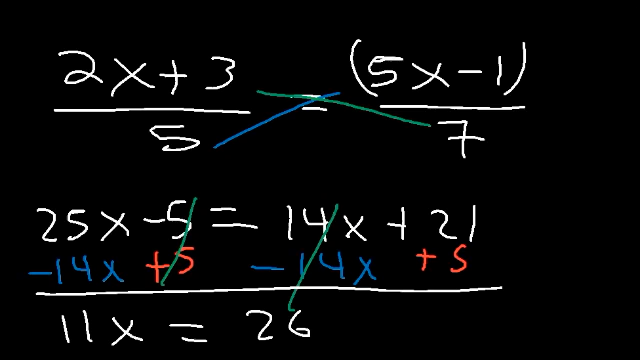 2x + 3 = (5x - 1)
5 7
25x - 5 = 14x + 21
-14x +5 -14x +5
11x = 26